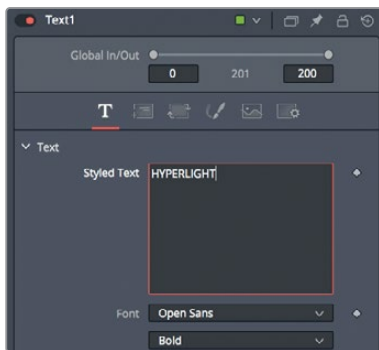 Text1
Global In/Out
0 201 200
T
Text
Styled Text HYPERLIGHT
Font Open Sans
Bold